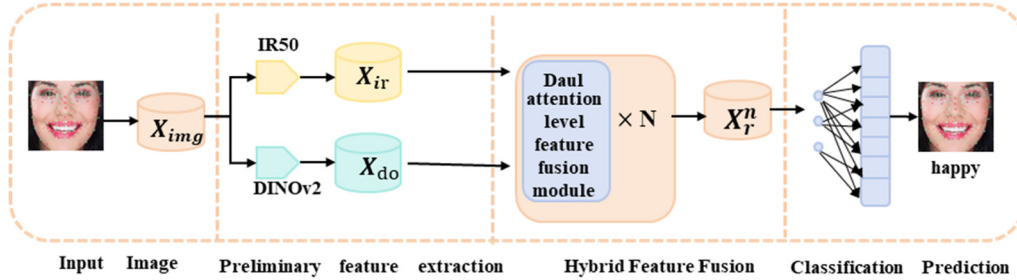 IR50
X_ir
X_img
DINOv2
X_do
Daul
attention
level
feature
fusion
module
× N
X_r^n
happy
Input Image
Preliminary feature extraction
Hybrid Feature Fusion
Classification Prediction